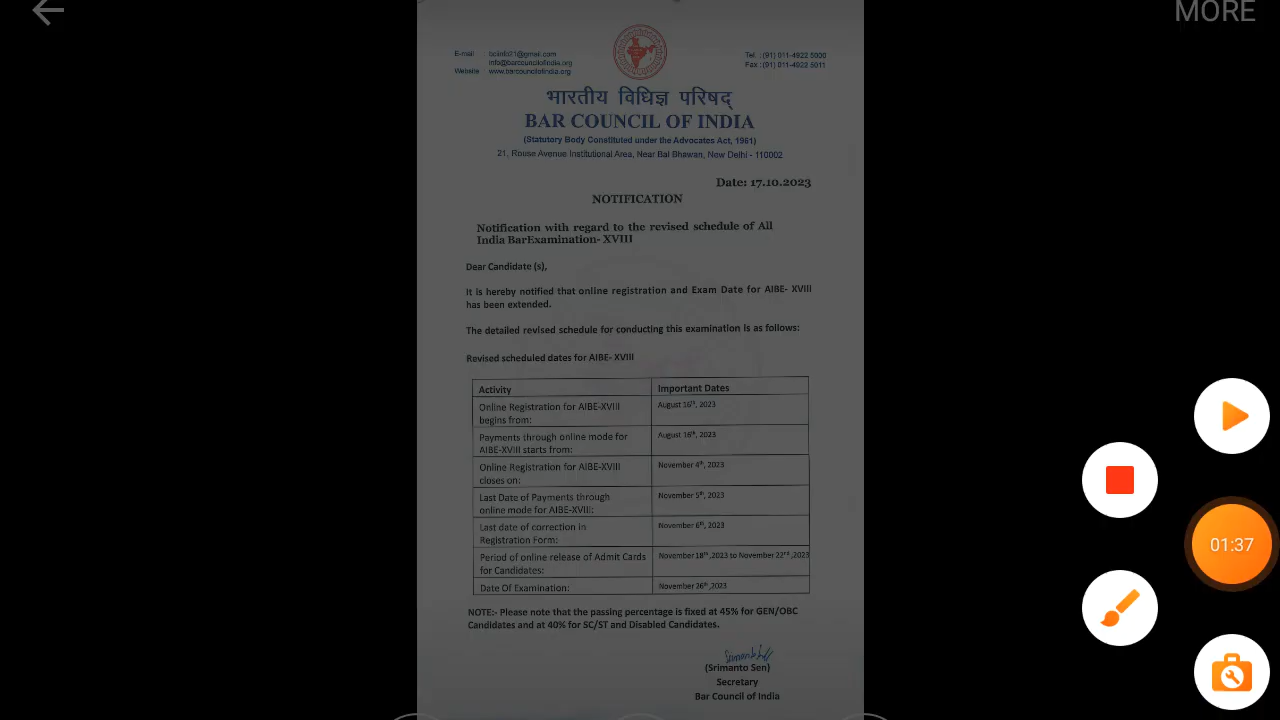 MORE
E-mail : bciinfo21@gmail.com
info@barcouncilofindia.org
Website : www.barcouncilofindia.org
Tel. : (91) 011-4922 5000
Fax : (91) 011-4922 5011
भारतीय विधिज्ञ परिषद्
BAR COUNCIL OF INDIA
(Statutory Body Constituted under the Advocates Act, 1961)
21, Rouse Avenue Institutional Area, Near Bal Bhawan, New Delhi - 110002
Date: 17.10.2023
NOTIFICATION
Notification with regard to the revised schedule of All
India BarExamination- XVIII
Dear Candidate (s),
It is hereby notified that online registration and Exam Date for AIBE- XVIII
has been extended.
The detailed revised schedule for conducting this examination is as follows:
Revised scheduled dates for AIBE- XVIII
Activity Important Dates
Online Registration for AIBE-XVIII August 16th, 2023
begins from:
Payments through online mode for August 16th, 2023
AIBE-XVIII starts from:
Online Registration for AIBE-XVIII November 4th, 2023
closes on:
Last Date of Payments through November 5th, 2023
online mode for AIBE-XVIII:
Last date of correction in November 6th, 2023
Registration Form:
Period of online release of Admit Cards November 18th,2023 to November 22nd,2023
for Candidates:
Date Of Examination: November 26th,2023
NOTE:- Please note that the passing percentage is fixed at 45% for GEN/OBC
Candidates and at 40% for SC/ST and Disabled Candidates.
(Srimanto Sen)
Secretary
Bar Council of India
01:37